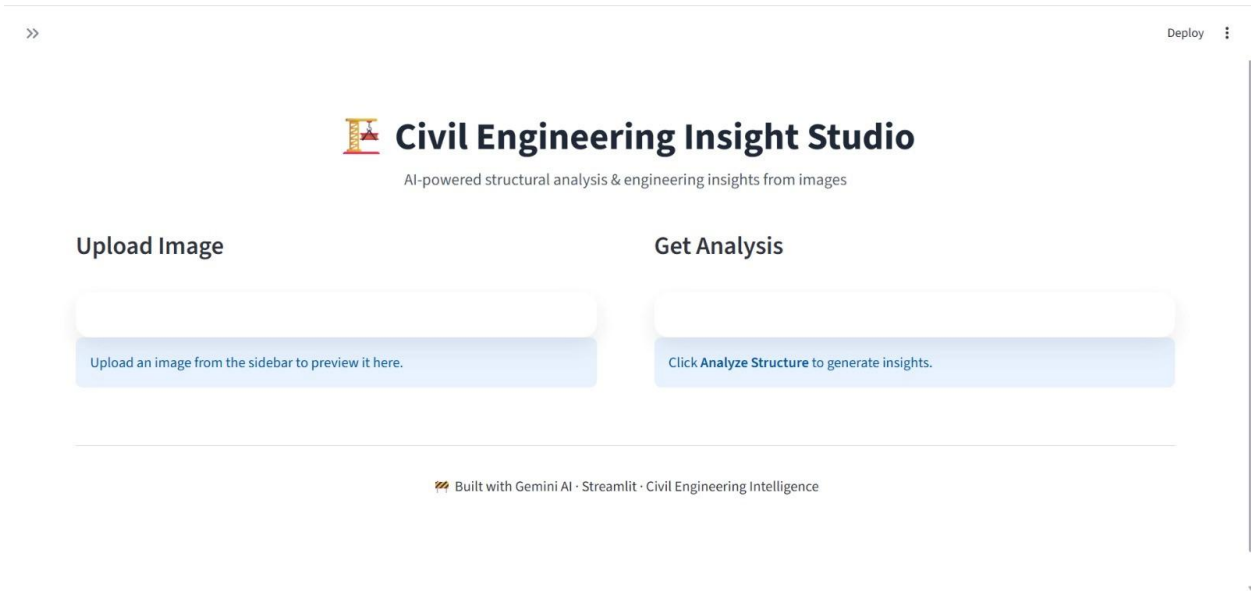 Deploy
Civil Engineering Insight Studio
AI-powered structural analysis & engineering insights from images
Upload Image
Get Analysis
Upload an image from the sidebar to preview it here.
Click Analyze Structure to generate insights.
Built with Gemini AI · Streamlit · Civil Engineering Intelligence